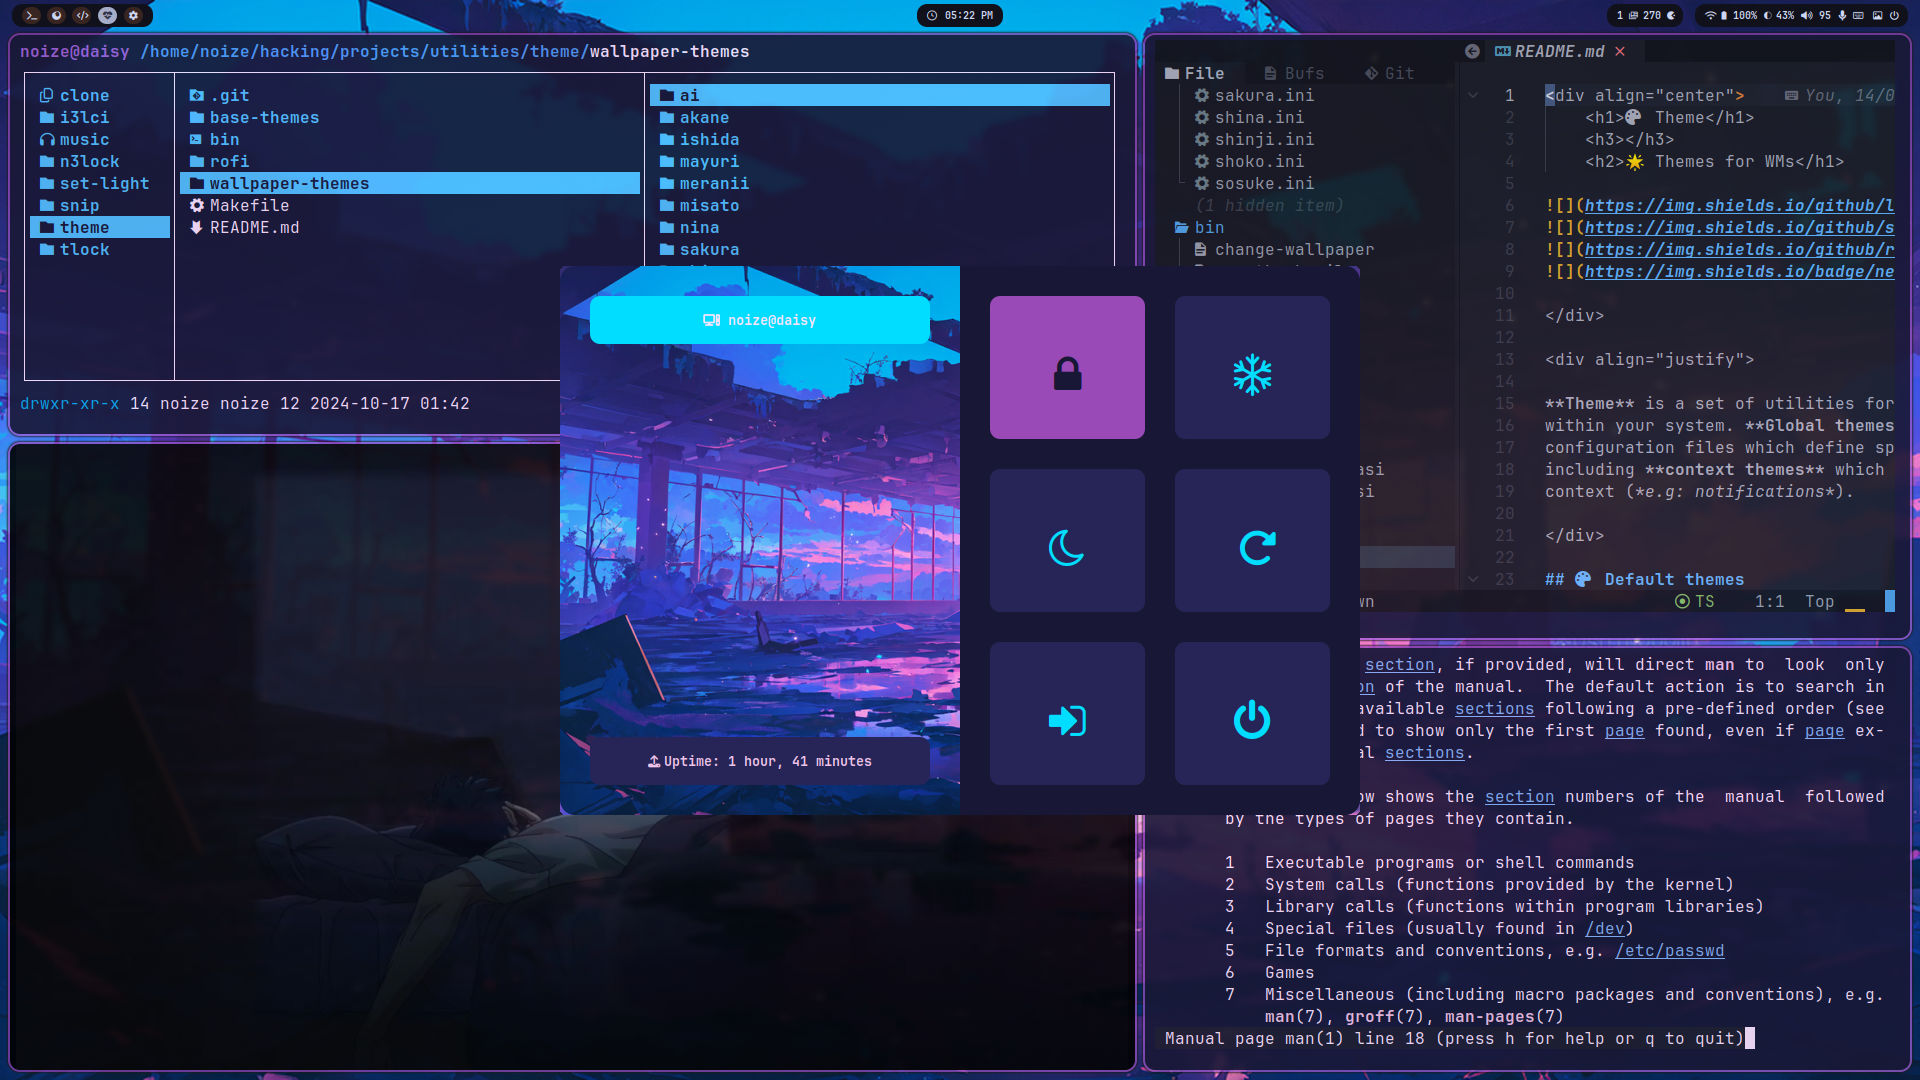 05:22 PM
1 270
100% 43% 95
noize@daisy /home/noize/hacking/projects/utilities/theme/wallpaper-themes
clone
i3lci
music
n3lock
set-light
snip
theme
tlock
.git
base-themes
bin
rofi
wallpaper-themes
Makefile
README.md
ai
akane
ishida
mayuri
meranii
misato
nina
sakura
drwxr-xr-x 14 noize noize 12 2024-10-17 01:42
noize@daisy
Uptime: 1 hour, 41 minutes
README.md
File Bufs Git
sakura.ini
shina.ini
shinji.ini
shoko.ini
sosuke.ini
(1 hidden item)
bin
change-wallpaper
asi
si
wn
1 <div align="center"> You, 14/0
2 <h1>🎨 Theme</h1>
3 <h3></h3>
4 <h2>🌟 Themes for WMs</h1>
5
6 ![](https://img.shields.io/github/l
7 ![](https://img.shields.io/github/s
8 ![](https://img.shields.io/github/r
9 ![](https://img.shields.io/badge/ne
10
11 </div>
12
13 <div align="justify">
14
15 **Theme** is a set of utilities for
16 within your system. **Global themes
17 configuration files which define sp
18 including **context themes** which
19 context (*e.g: notifications*).
20
21 </div>
22
23 ## 🎨 Default themes
TS 1:1 Top
section, if provided, will direct man to look only
on of the manual. The default action is to search in
available sections following a pre-defined order (see
d to show only the first page found, even if page ex-
al sections.
ow shows the section numbers of the manual followed
by the types of pages they contain.
1 Executable programs or shell commands
2 System calls (functions provided by the kernel)
3 Library calls (functions within program libraries)
4 Special files (usually found in /dev)
5 File formats and conventions, e.g. /etc/passwd
6 Games
7 Miscellaneous (including macro packages and conventions), e.g.
man(7), groff(7), man-pages(7)
Manual page man(1) line 18 (press h for help or q to quit)